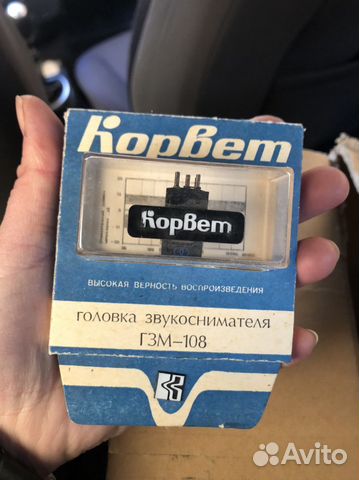 Корвет
Корвет
ВЫСОКАЯ ВЕРНОСТЬ ВОСПРОИЗВЕДЕНИЯ
ГОЛОВКА ЗВУКОСНИМАТЕЛЯ
ГЗМ-108
Avito